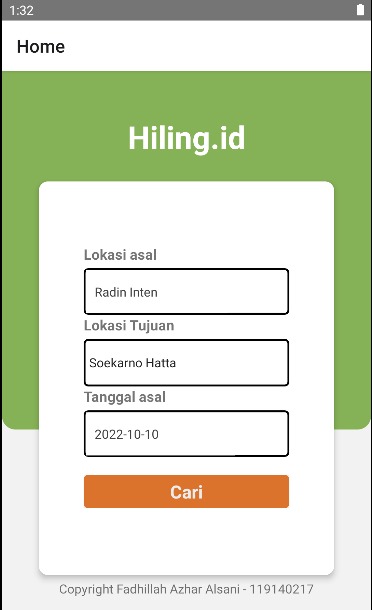 1:32
Home
Hiling.id
Lokasi asal
Radin Inten
Lokasi Tujuan
Soekarno Hatta
Tanggal asal
2022-10-10
Cari
Copyright Fadhillah Azhar Alsani - 119140217